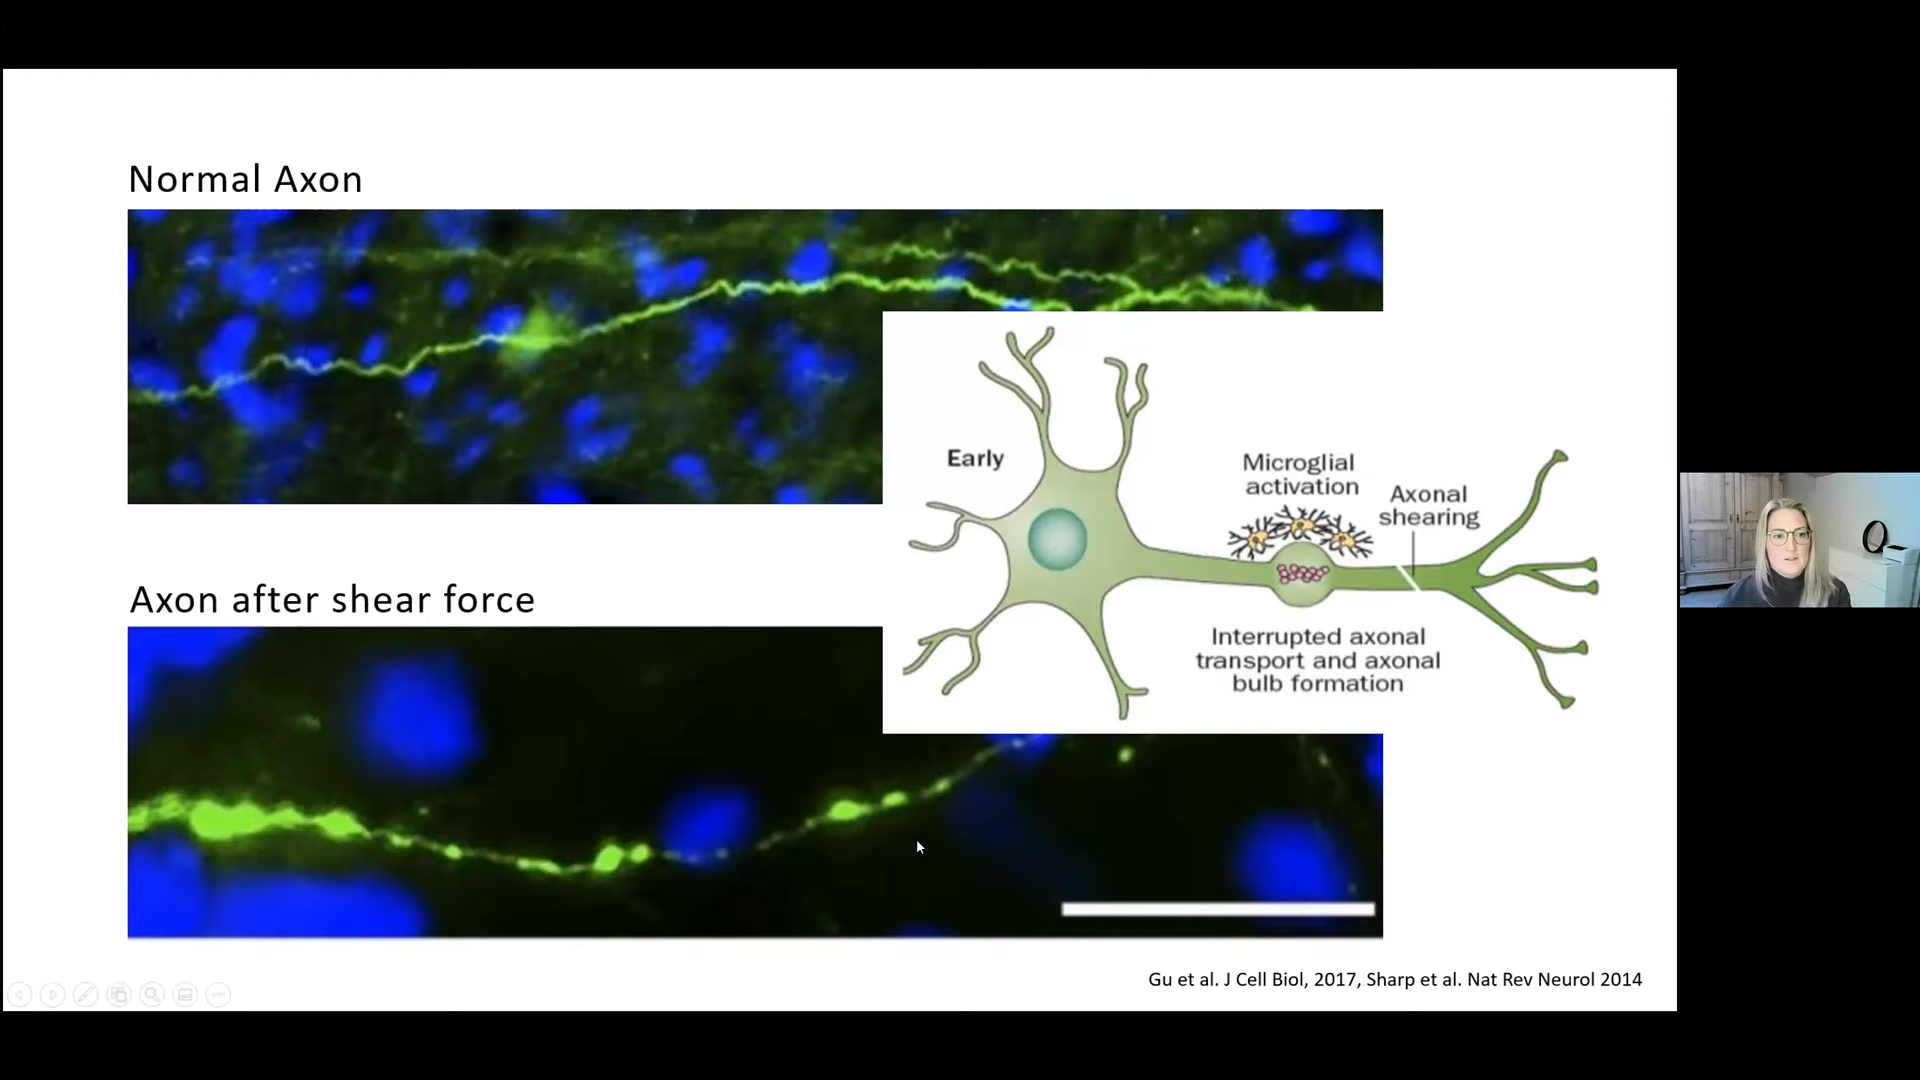 Normal Axon
Early
Microglial
activation
Axonal
shearing
Axon after shear force
Interrupted axonal
transport and axonal
bulb formation
Gu et al. J Cell Biol, 2017, Sharp et al. Nat Rev Neurol 2014